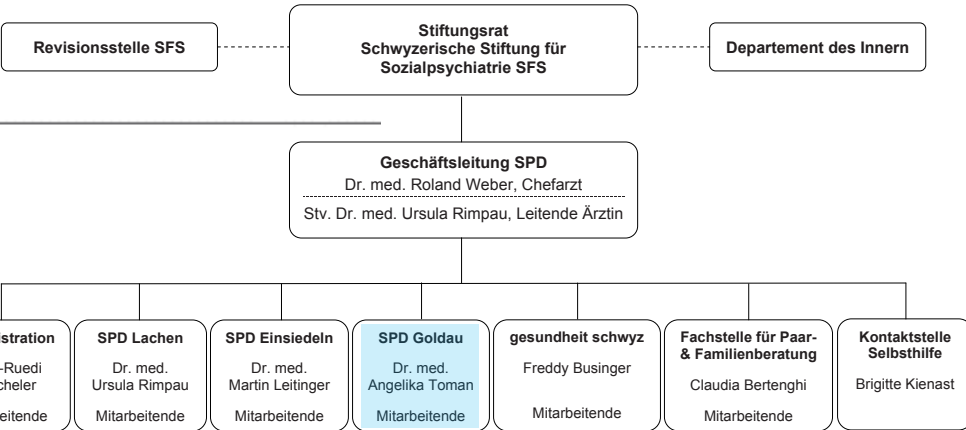 Revisionsstelle SFS
Stiftungsrat
Schwyzerische Stiftung für
Sozialpsychiatrie SFS
Departement des Innern
Geschäftsleitung SPD
Dr. med. Roland Weber, Chefarzt
Stv. Dr. med. Ursula Rimpau, Leitende Ärztin
SPD Lachen
Dr. med.
Ursula Rimpau
Mitarbeitende
SPD Einsiedeln
Dr. med.
Martin Leitinger
Mitarbeitende
SPD Goldau
Dr. med.
Angelika Toman
Mitarbeitende
gesundheit schwyz
Freddy Businger
Mitarbeitende
Fachstelle für Paar-
& Familienberatung
Claudia Bertenghi
Mitarbeitende
Kontaktstelle
Selbsthilfe
Brigitte Kienast